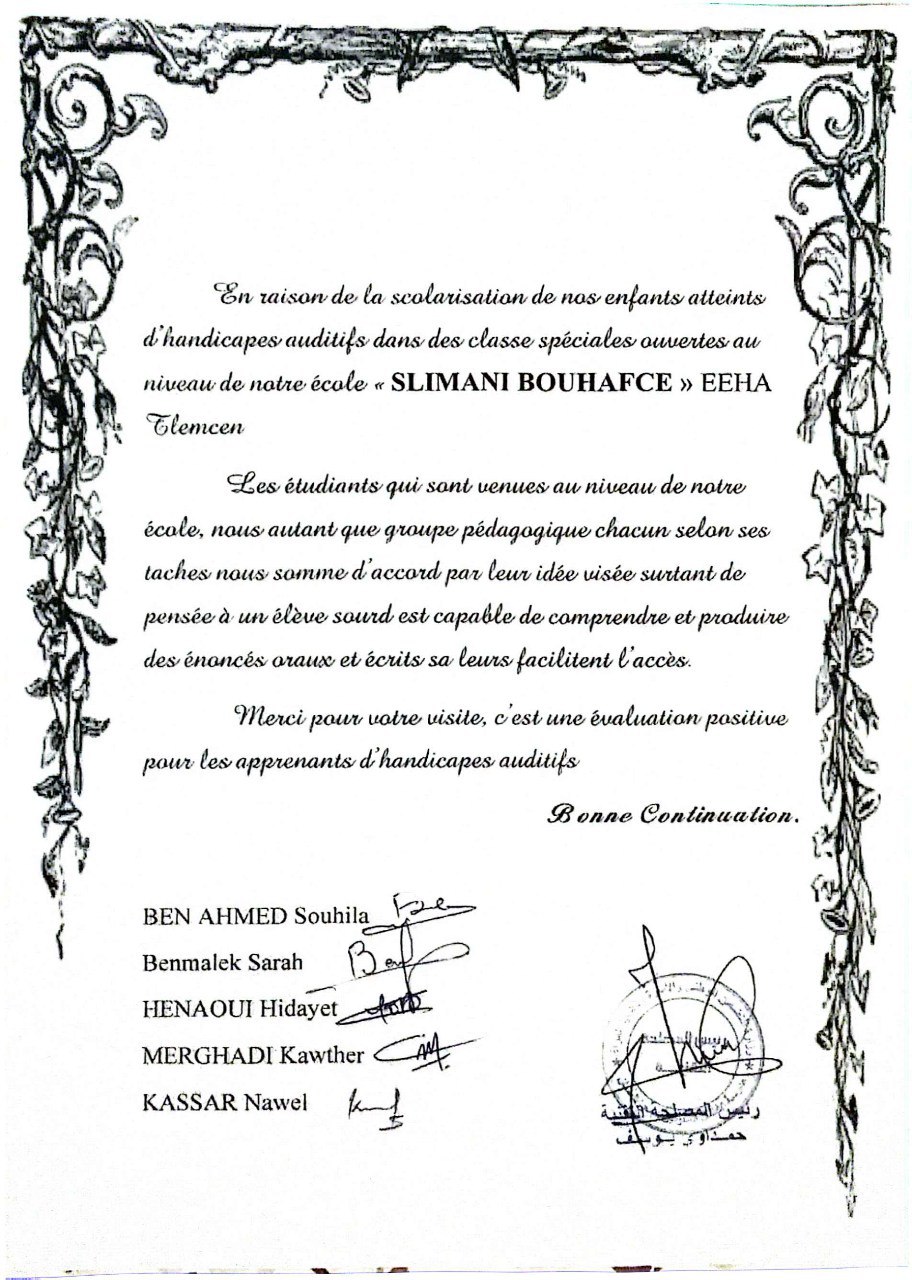 En raison de la scolarisation de nos enfants atteints
d'handicapes auditifs dans des classe spéciales ouvertes au
niveau de notre école « SLIMANI BOUHAFCE » EEHA
Tlemcen
Les étudiants qui sont venues au niveau de notre
école, nous autant que groupe pédagogique chacun selon ses
taches nous somme d'accord par leur idée visée surtant de
pensée à un élève sourd est capable de comprendre et produire
des énoncés oraux et écrits sa leurs facilitent l'accès.
Merci pour votre visite, c'est une évaluation positive
pour les apprenants d'handicapes auditifs
Bonne Continuation.
BEN AHMED Souhila
Benmalek Sarah
HENAOUI Hidayet
MERGHADI Kawther
KASSAR Nawel
رئيس المصلحة التقنية
حمداوي يوسف